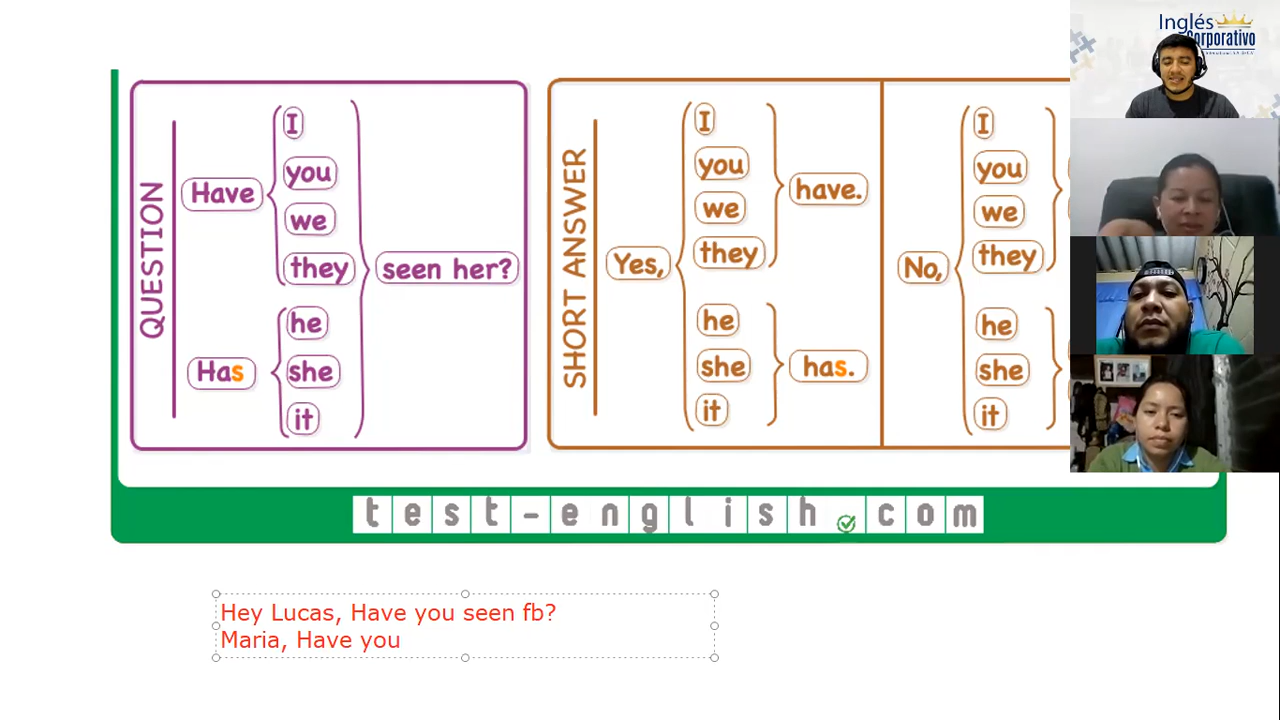 Inglés
Corporativo
QUESTION
Have
I
you
we
they
Has
he
she
it
seen her?
SHORT ANSWER
Yes,
I
you
we
they
have.
he
she
it
has.
No,
I
you
we
they
he
she
it
test-english.com
Hey Lucas, Have you seen fb?
Maria, Have you